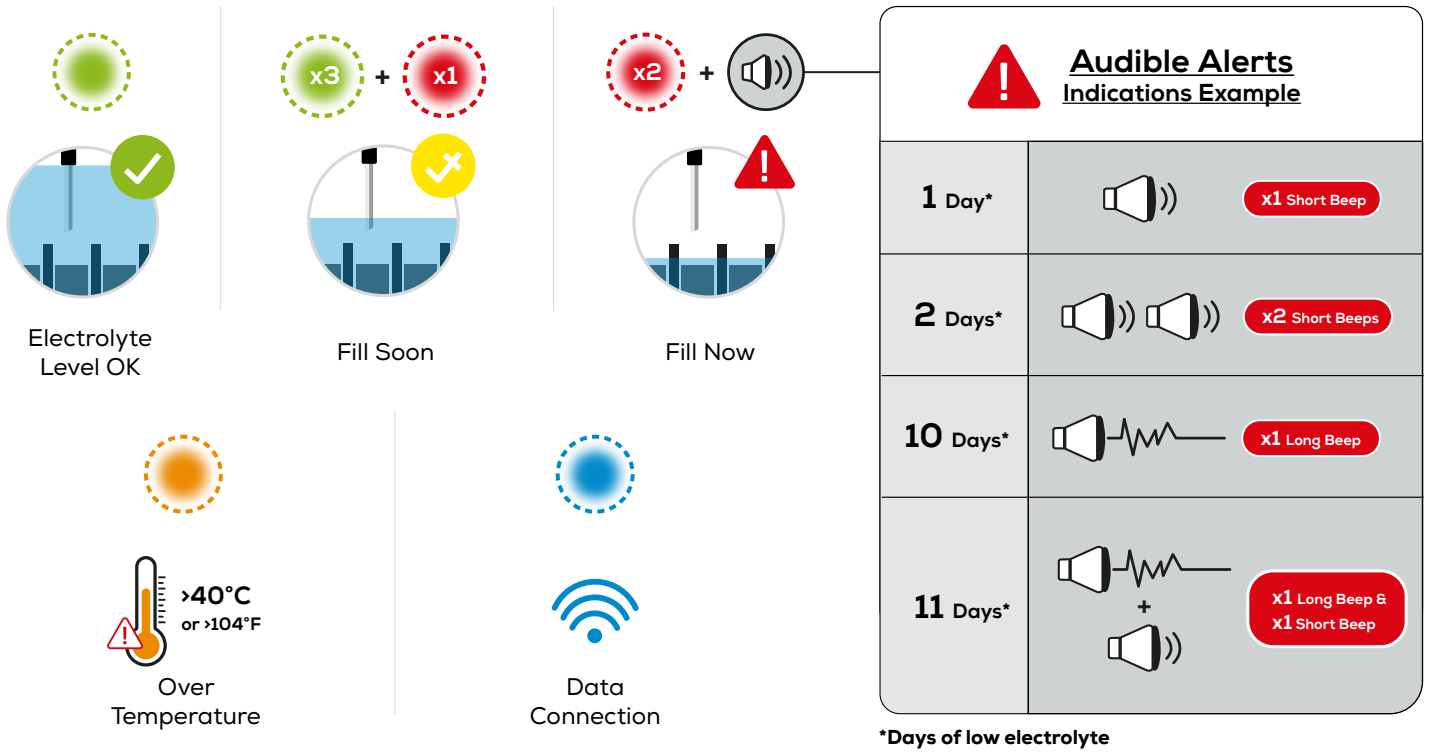 x3 + x1
x2 +
Electrolyte
Level OK
Fill Soon
Fill Now
>40°C
or >104°F
Over
Temperature
Data
Connection
Audible Alerts
Indications Example
1 Day*
x1 Short Beep
2 Days*
x2 Short Beeps
10 Days*
x1 Long Beep
11 Days*
+
x1 Long Beep &
x1 Short Beep
*Days of low electrolyte